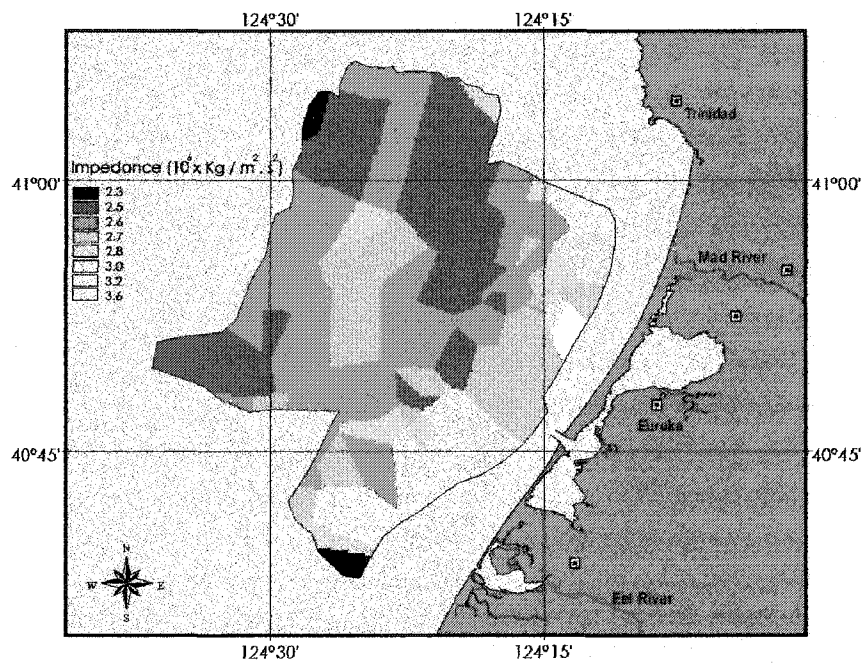 124°30' 124°15'
Trinidad
Impedance (10⁶x Kg / m². s²)
41°00' 41°00'
2.3
2.5
2.6
2.7
2.8
3.0
3.2
3.6
Mad River
Eureka
40°45' 40°45'
N
W E
S
Eel River
124°30' 124°15'